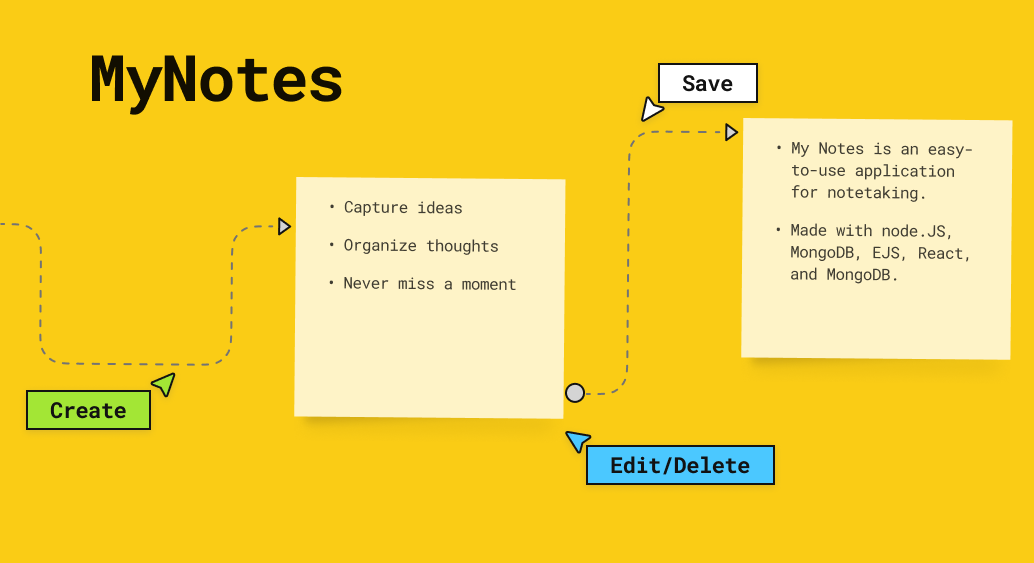 MyNotes
Save
• My Notes is an easy-
to-use application
for notetaking.
• Made with node.JS,
MongoDB, EJS, React,
and MongoDB.
• Capture ideas
• Organize thoughts
• Never miss a moment
Create
Edit/Delete